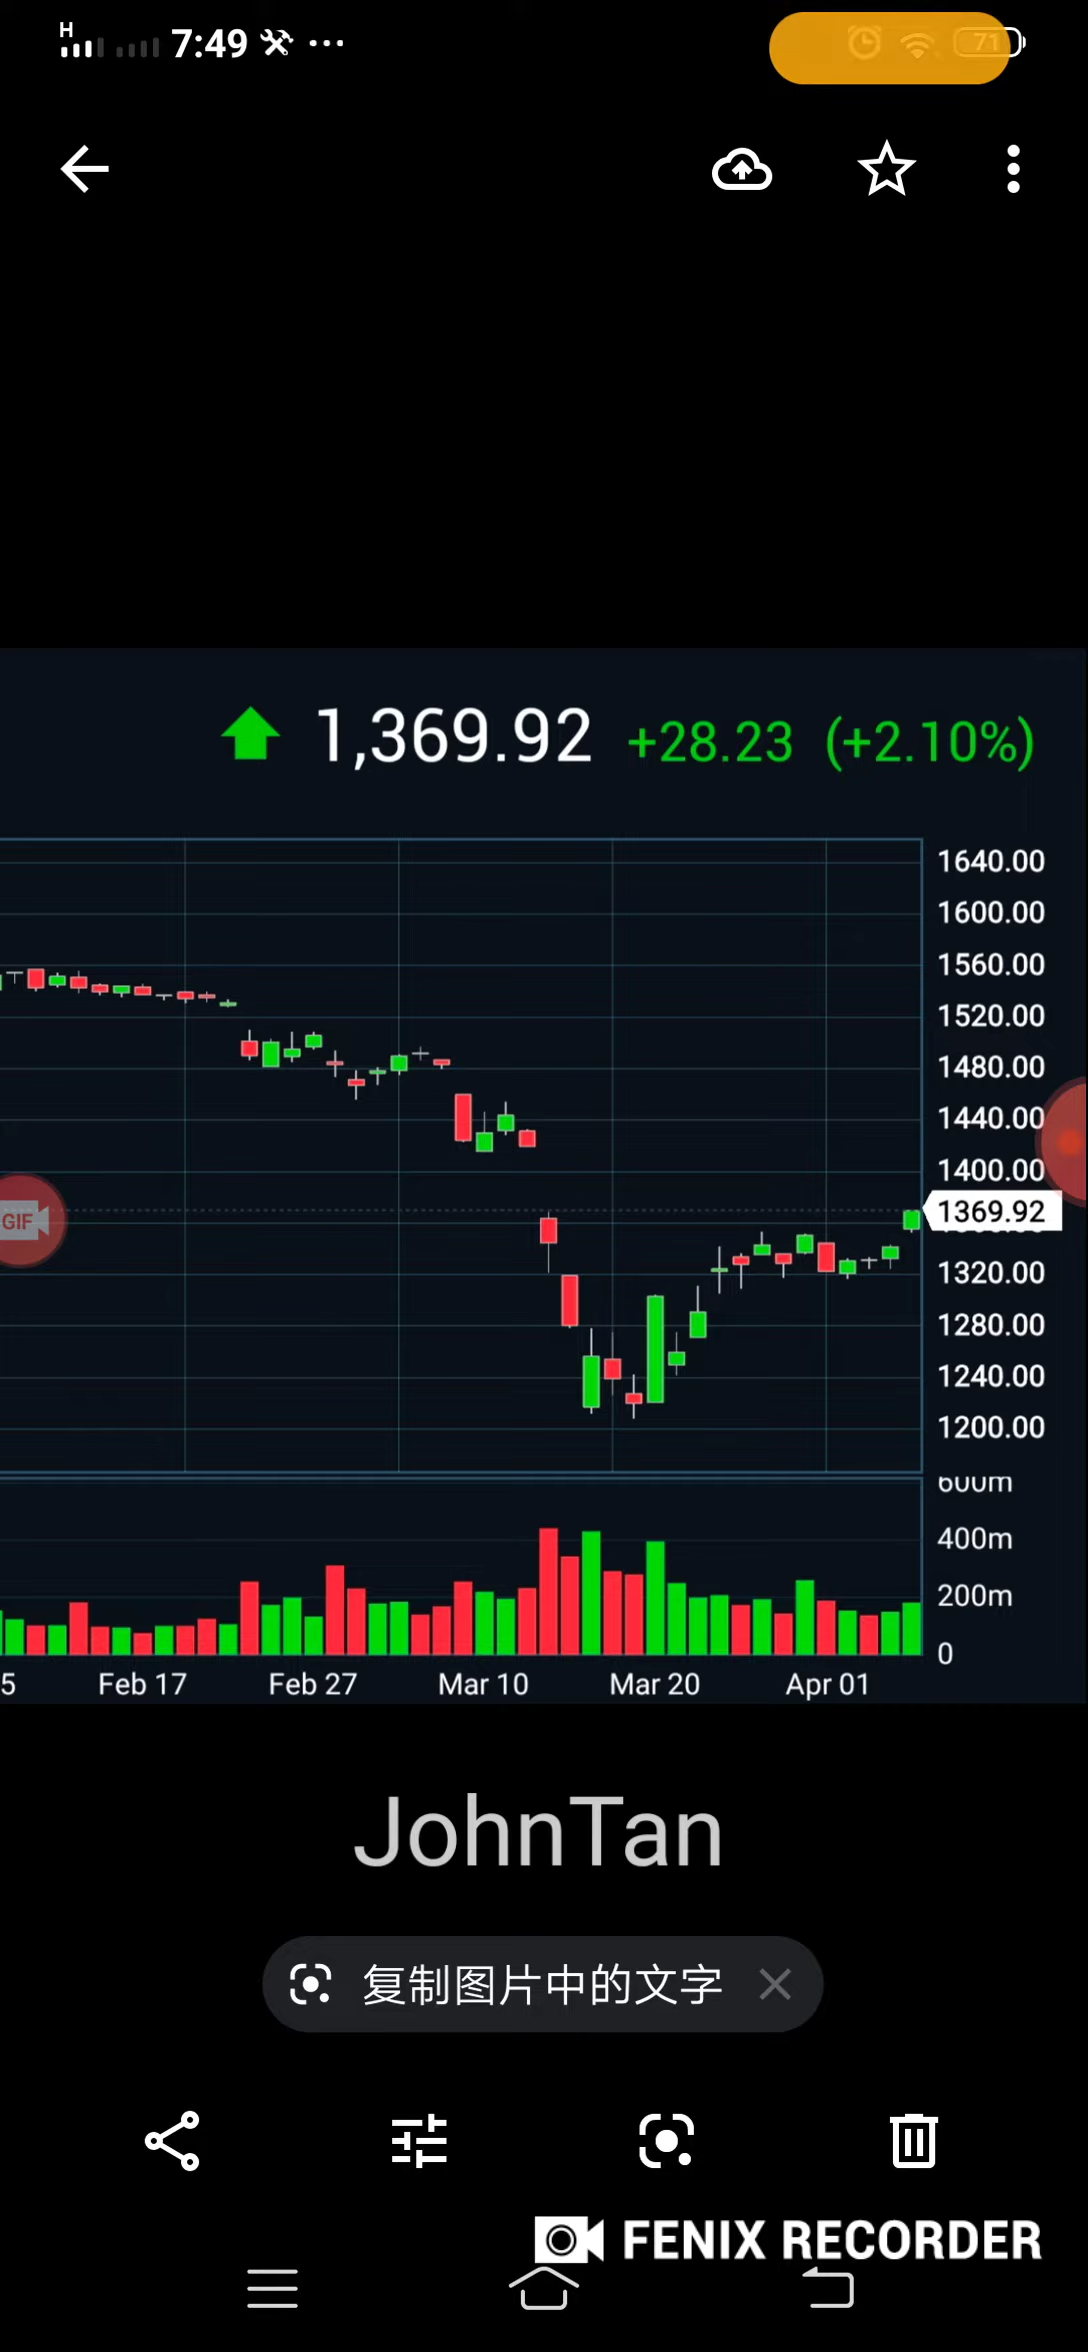 H
7:49
71
1,369.92 +28.23 (+2.10%)
1640.00
1600.00
1560.00
1520.00
1480.00
1440.00
1400.00
GIF
1369.92
1320.00
1280.00
1240.00
1200.00
600m
400m
200m
0
5 Feb 17 Feb 27 Mar 10 Mar 20 Apr 01
JohnTan
复制图片中的文字
FENIX RECORDER